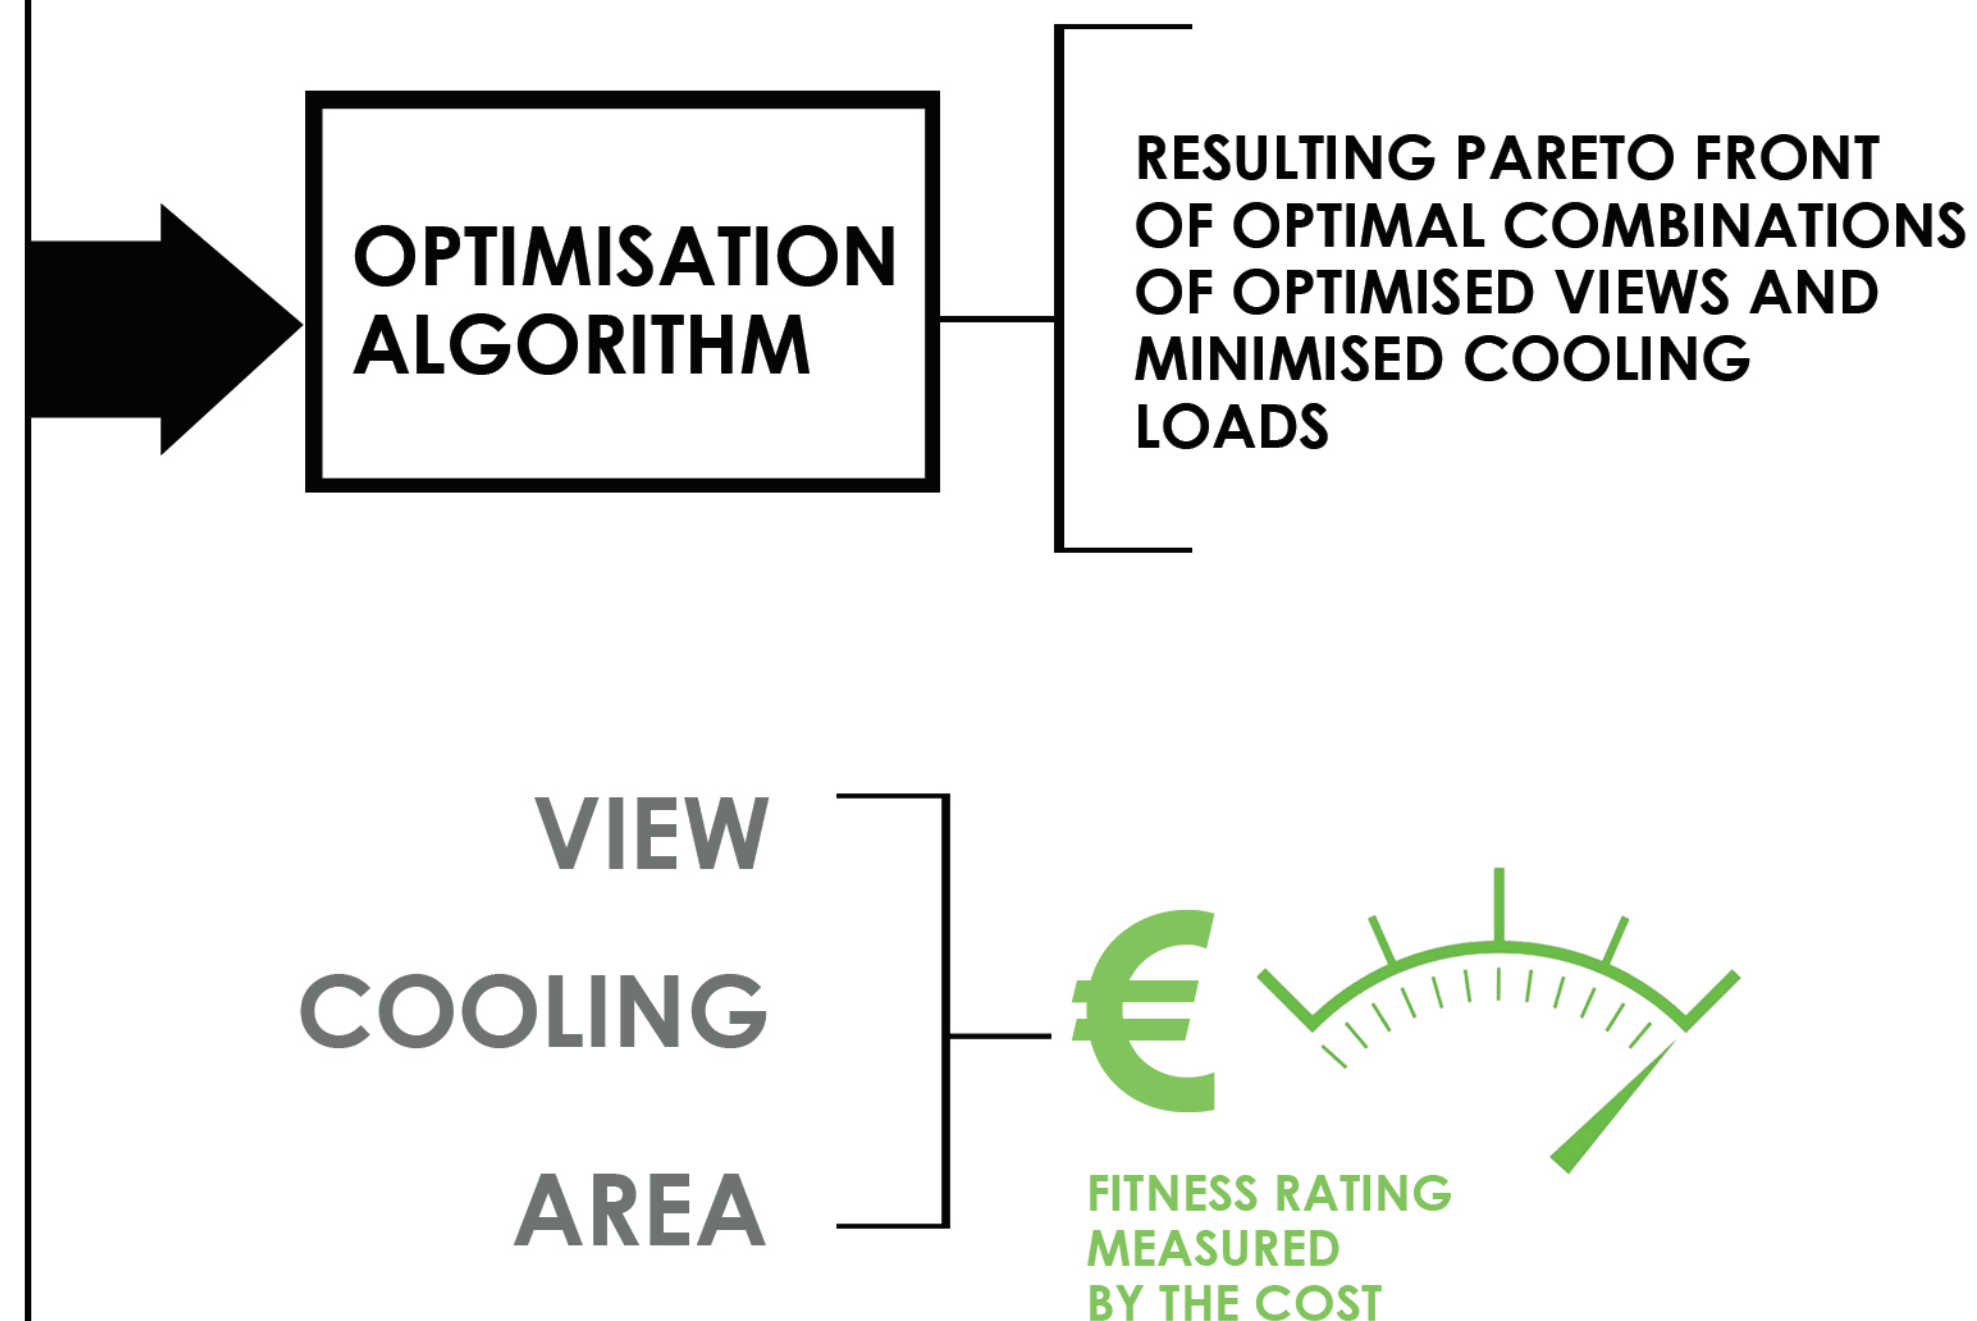 OPTIMISATION
ALGORITHM
RESULTING PARETO FRONT
OF OPTIMAL COMBINATIONS
OF OPTIMISED VIEWS AND
MINIMISED COOLING
LOADS
VIEW
COOLING
AREA
€
FITNESS RATING
MEASURED
BY THE COST